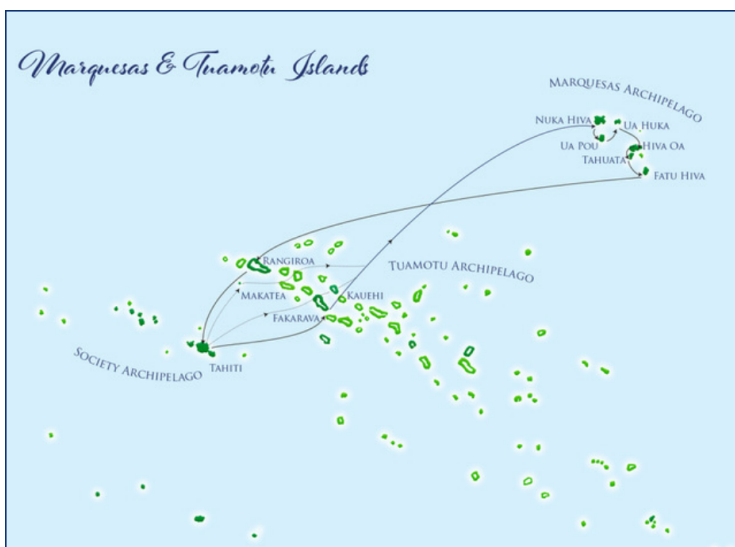 Marquesas & Tuamotu Islands
MARQUESAS ARCHIPELAGO
NUKA HIVA
UA HUKA
UA POU
HIVA OA
TAHUATA
FATU HIVA
RANGIROA
TUAMOTU ARCHIPELAGO
MAKATEA
KAUEHI
FAKARAVA
SOCIETY ARCHIPELAGO
TAHITI